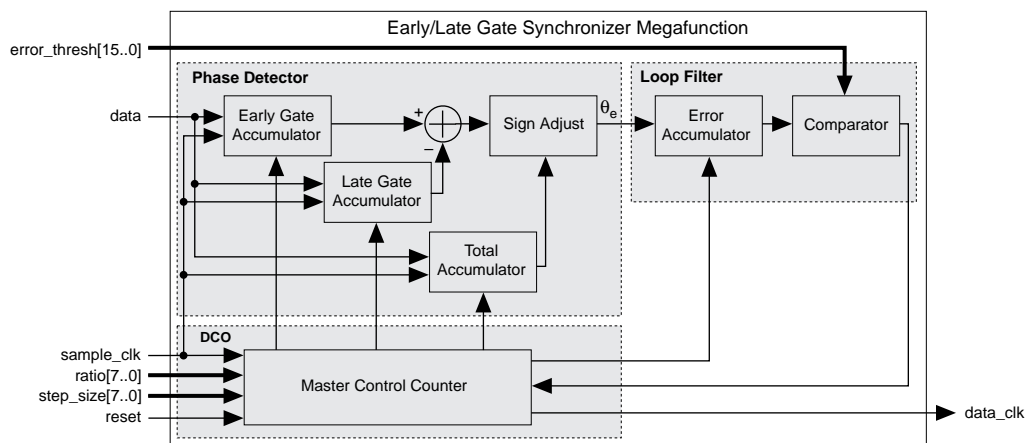 Early/Late Gate Synchronizer Megafunction
error_thresh[15..0]
Phase Detector
Loop Filter
data
Early Gate
Accumulator
+
−
Sign Adjust
θe
Error
Accumulator
Comparator
Late Gate
Accumulator
Total
Accumulator
DCO
sample_clk
ratio[7..0]
step_size[7..0]
reset
Master Control Counter
data_clk